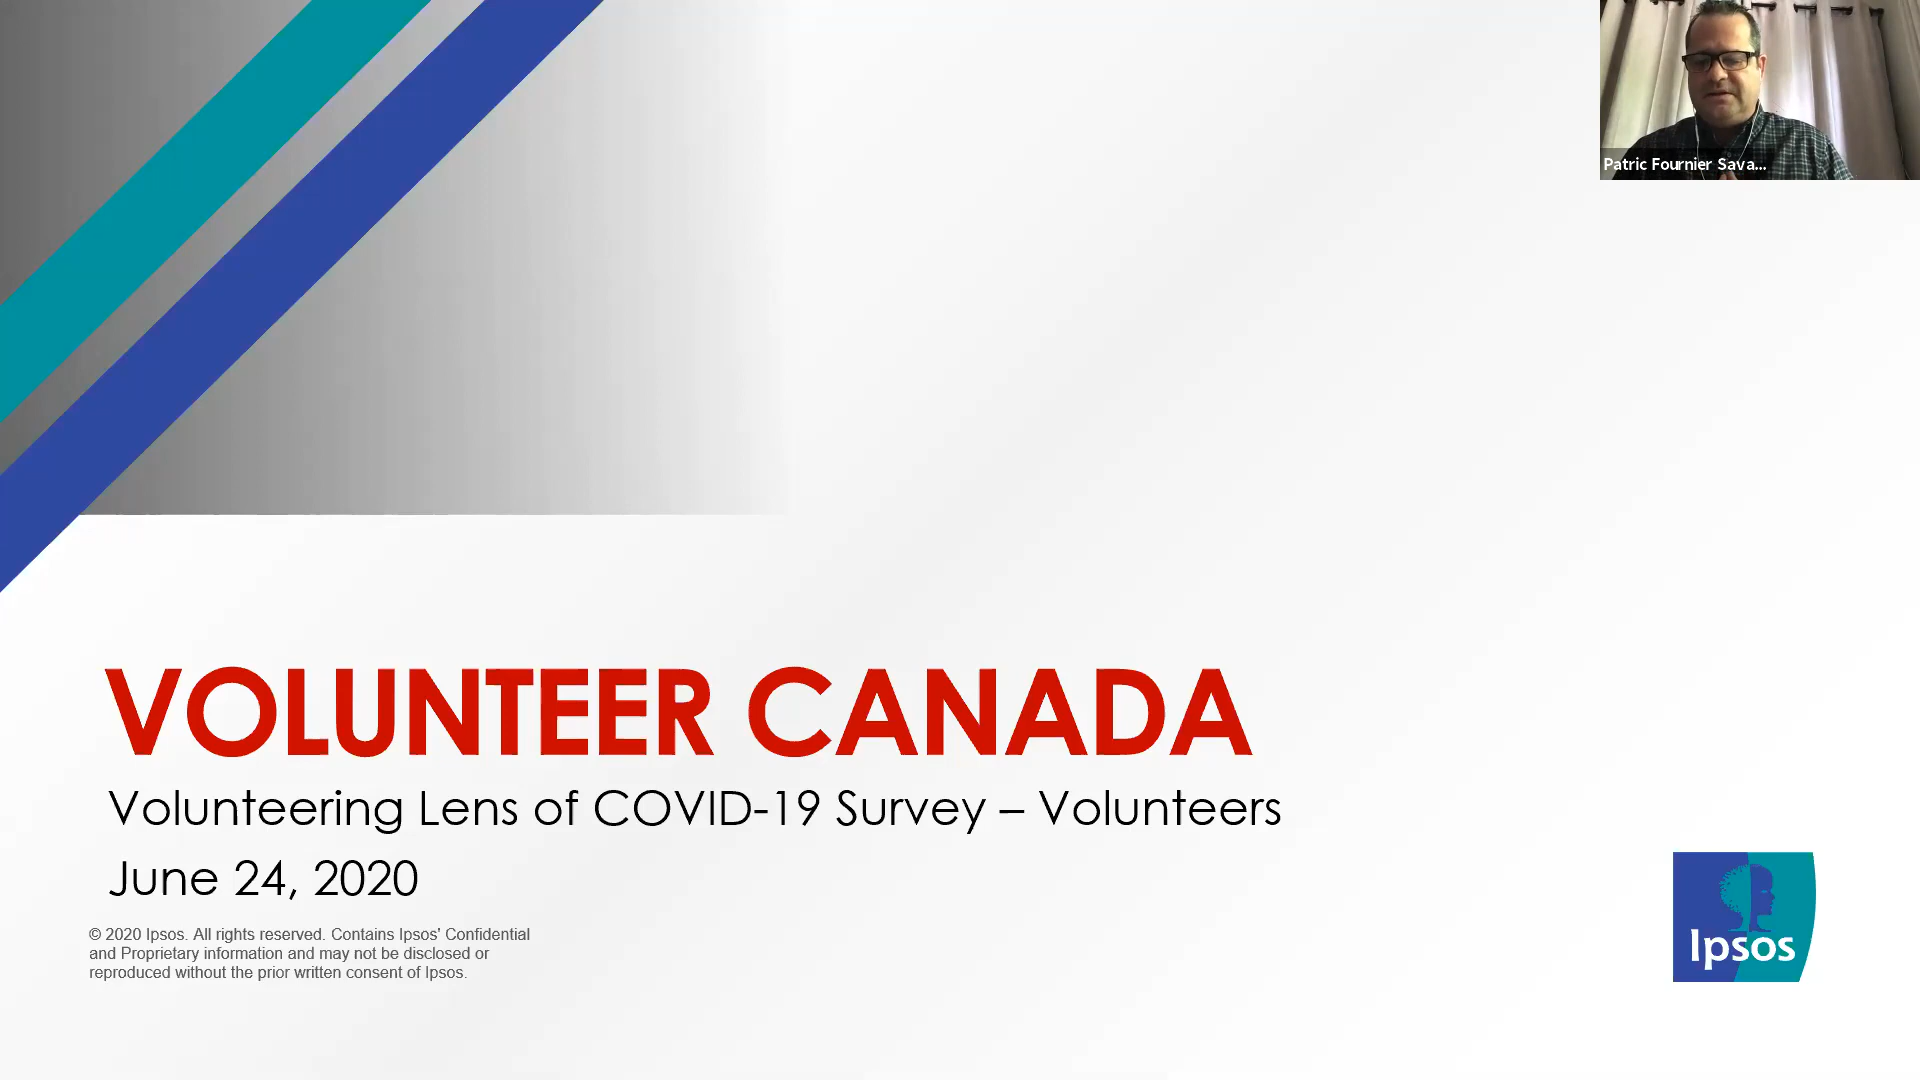 Patric Fournier Sava...
VOLUNTEER CANADA
Volunteering Lens of COVID-19 Survey – Volunteers
June 24, 2020
© 2020 Ipsos. All rights reserved. Contains Ipsos' Confidential
and Proprietary information and may not be disclosed or
reproduced without the prior written consent of Ipsos.
Ipsos